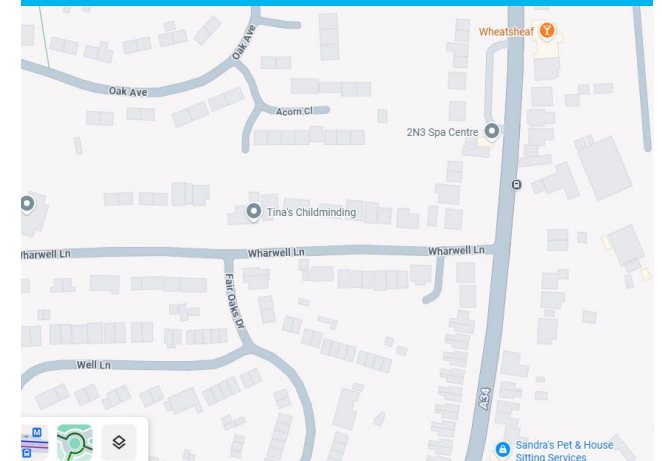 Wheatsheaf
Oak Ave
Oak Ave
Acorn Cl
2N3 Spa Centre
Tina's Childminding
Wharwell Ln
Wharwell Ln
Wharwell Ln
Fair Oaks Dr
Well Ln
A34
M
Sandra's Pet & House
Sitting Services